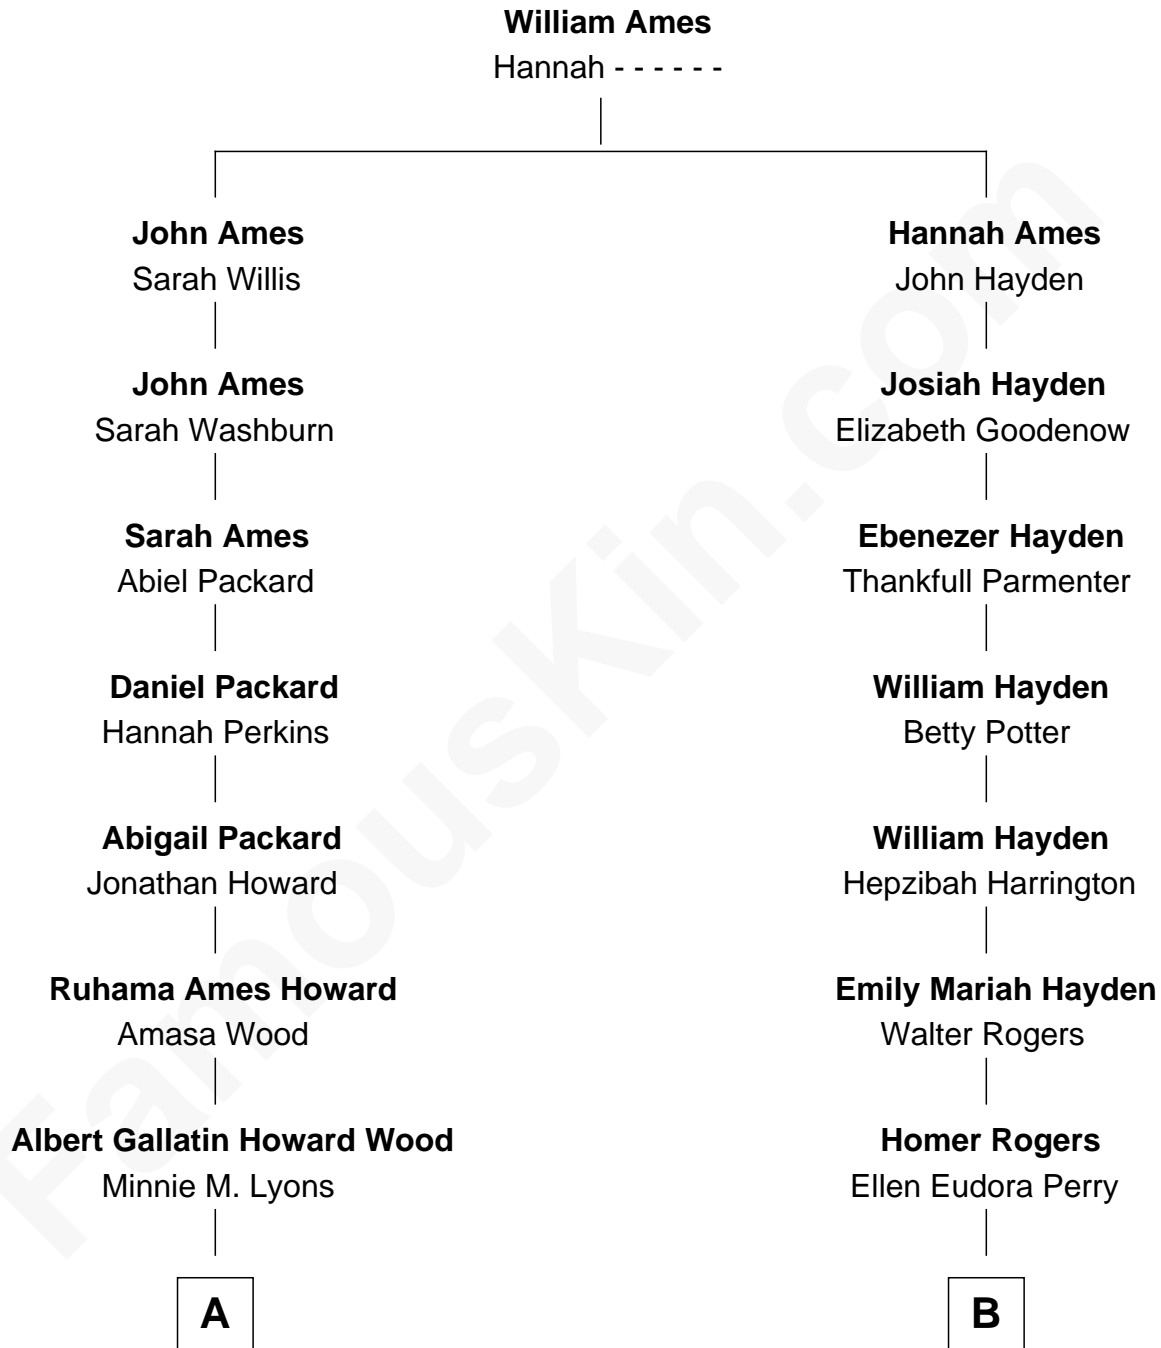 William Ames
Hannah - - - - - -
John Ames
Sarah Willis
Hannah Ames
John Hayden
John Ames
Sarah Washburn
Josiah Hayden
Elizabeth Goodenow
Sarah Ames
Abiel Packard
Ebenezer Hayden
Thankfull Parmenter
Daniel Packard
Hannah Perkins
William Hayden
Betty Potter
Abigail Packard
Jonathan Howard
William Hayden
Hepzibah Harrington
Ruhama Ames Howard
Amasa Wood
Emily Mariah Hayden
Walter Rogers
Albert Gallatin Howard Wood
Minnie M. Lyons
Homer Rogers
Ellen Eudora Perry
A
B
FamousKin.com